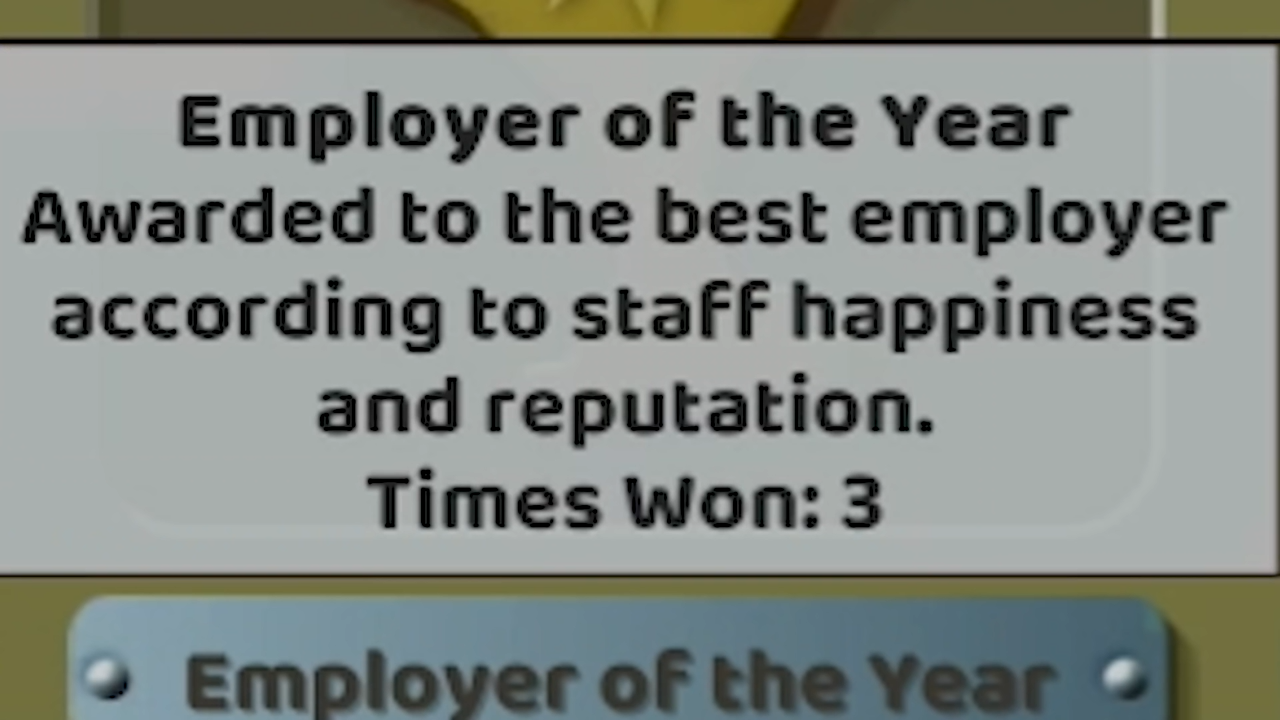 Employer of the Year
Awarded to the best employer
according to staff happiness
and reputation.
Times Won: 3
Employer of the Year